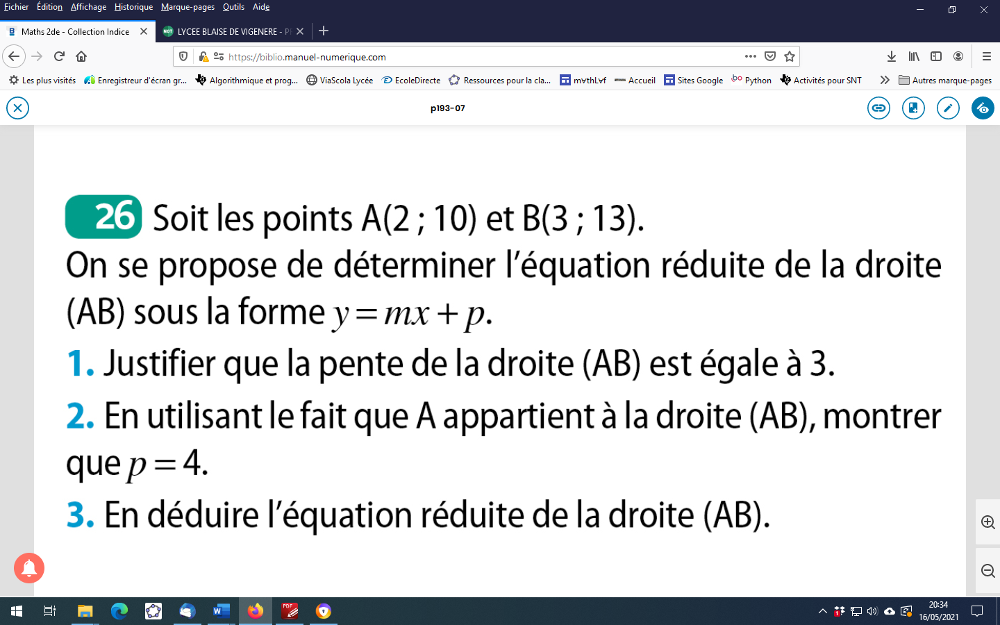 Fichier Édition Affichage Historique Marque-pages Outils Aide
Maths 2de - Collection Indice
LYCEE BLAISE DE VIGENERE - P
https://biblio.manuel-numerique.com
Les plus visités Enregistreur d'écran gr... Algorithmique et prog... ViaScola Lycée EcoleDirecte Ressources pour la cla... m∀thL∀f Accueil Sites Google Python Activités pour SNT Autres marque-pages
p193-07
26 Soit les points A(2 ; 10) et B(3 ; 13).
On se propose de déterminer l'équation réduite de la droite
(AB) sous la forme y = mx + p.
1. Justifier que la pente de la droite (AB) est égale à 3.
2. En utilisant le fait que A appartient à la droite (AB), montrer
que p = 4.
3. En déduire l'équation réduite de la droite (AB).
20:34
16/05/2021